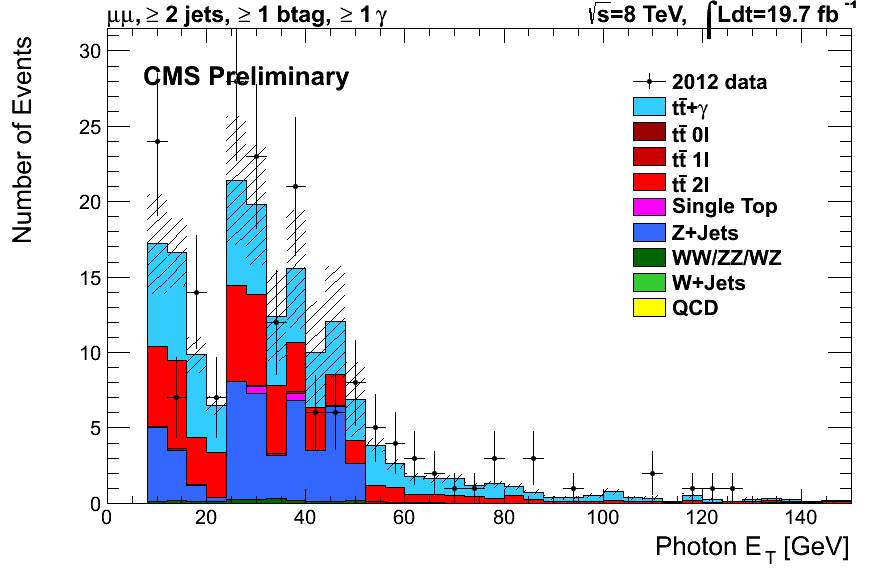 μμ, ≥ 2 jets, ≥ 1 btag, ≥ 1 γ
√s=8 TeV, ∫Ldt=19.7 fb⁻¹
CMS Preliminary
Number of Events
30
25
20
15
10
5
0
2012 data
tt̄+γ
tt̄ 0l
tt̄ 1l
tt̄ 2l
Single Top
Z+Jets
WW/ZZ/WZ
W+Jets
QCD
0 20 40 60 80 100 120 140
Photon E_T [GeV]